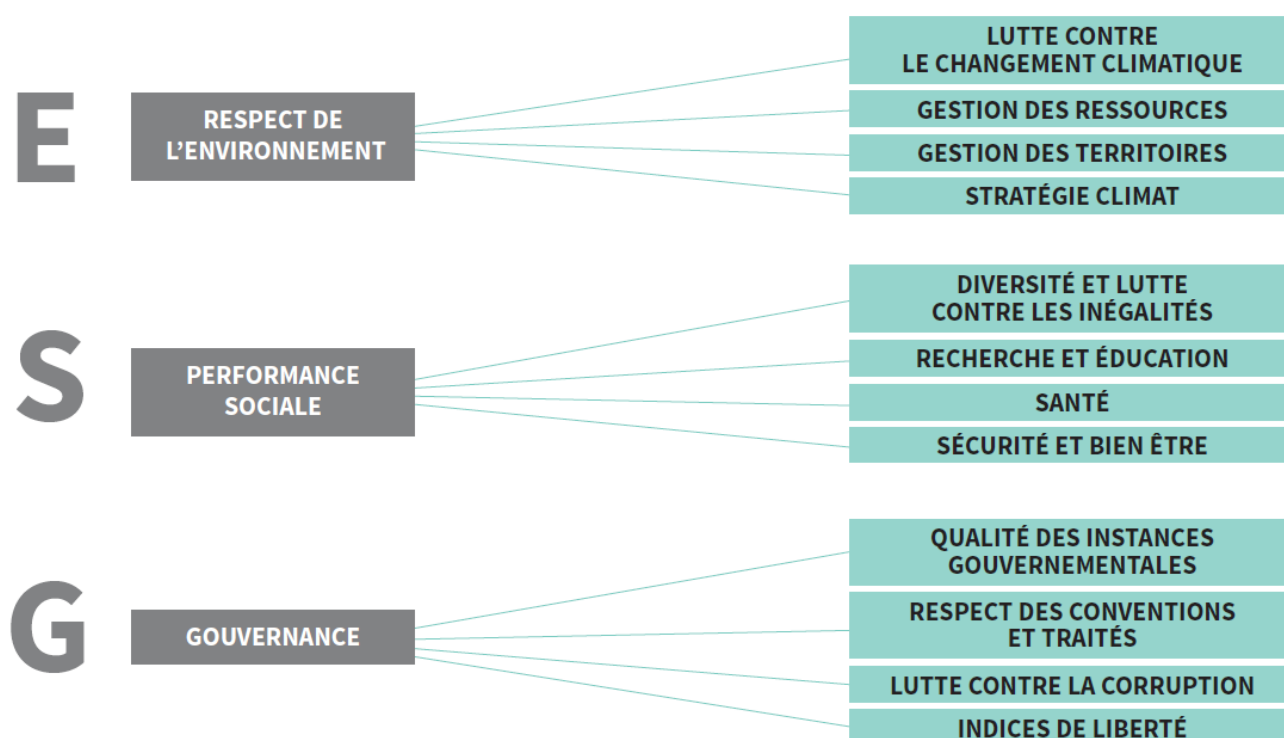 E
RESPECT DE
L'ENVIRONNEMENT
LUTTE CONTRE
LE CHANGEMENT CLIMATIQUE
GESTION DES RESSOURCES
GESTION DES TERRITOIRES
STRATÉGIE CLIMAT
S
PERFORMANCE
SOCIALE
DIVERSITÉ ET LUTTE
CONTRE LES INÉGALITÉS
RECHERCHE ET ÉDUCATION
SANTÉ
SÉCURITÉ ET BIEN ÊTRE
G
GOUVERNANCE
QUALITÉ DES INSTANCES
GOUVERNEMENTALES
RESPECT DES CONVENTIONS
ET TRAITÉS
LUTTE CONTRE LA CORRUPTION
INDICES DE LIBERTÉ